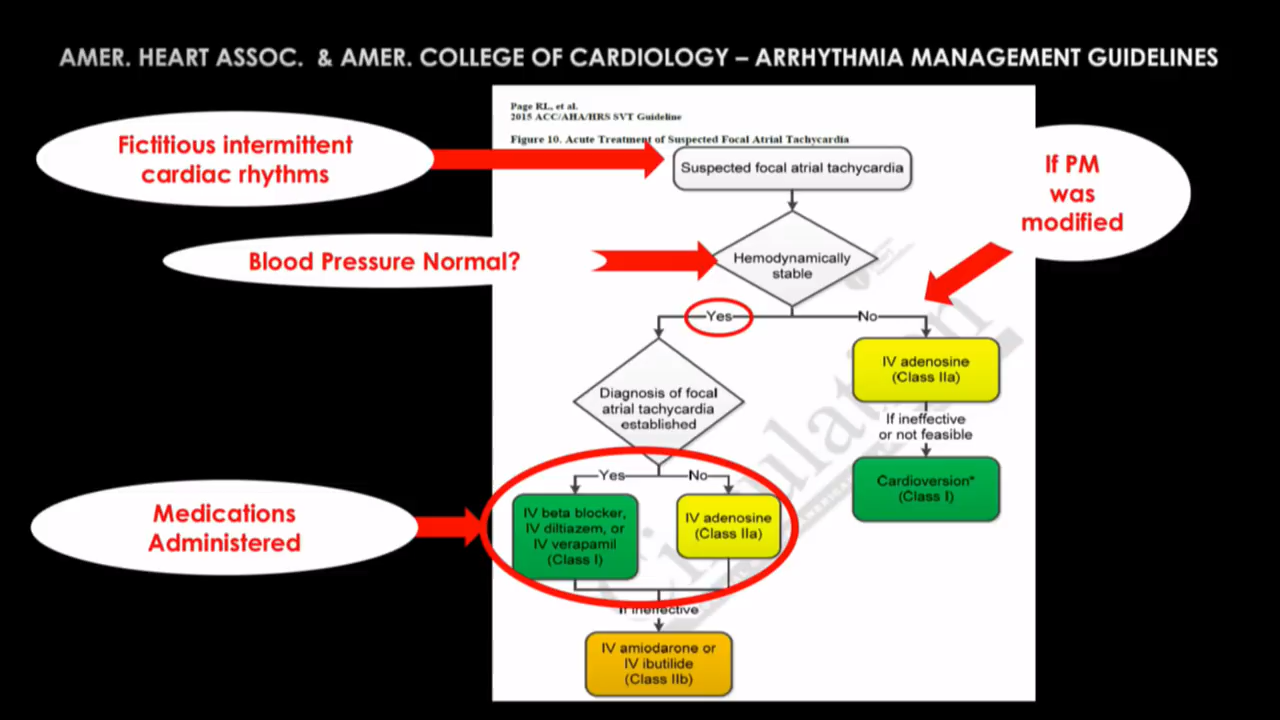 AMER. HEART ASSOC. & AMER. COLLEGE OF CARDIOLOGY – ARRHYTHMIA MANAGEMENT GUIDELINES
Page RL, et al.
2015 ACC/AHA/HRS SVT Guideline
Figure 10. Acute Treatment of Suspected Focal Atrial Tachycardia
Fictitious intermittent
cardiac rhythms
Suspected focal atrial tachycardia
If PM
was
modified
Blood Pressure Normal?
Hemodynamically
stable
Yes
No
IV adenosine
(Class IIa)
Diagnosis of focal
atrial tachycardia
established
If ineffective
or not feasible
Cardioversion*
(Class I)
Yes
No
Medications
Administered
IV beta blocker,
IV diltiazem, or
IV verapamil
(Class I)
IV adenosine
(Class IIa)
If ineffective
IV amiodarone or
IV ibutilide
(Class IIb)
Circulation